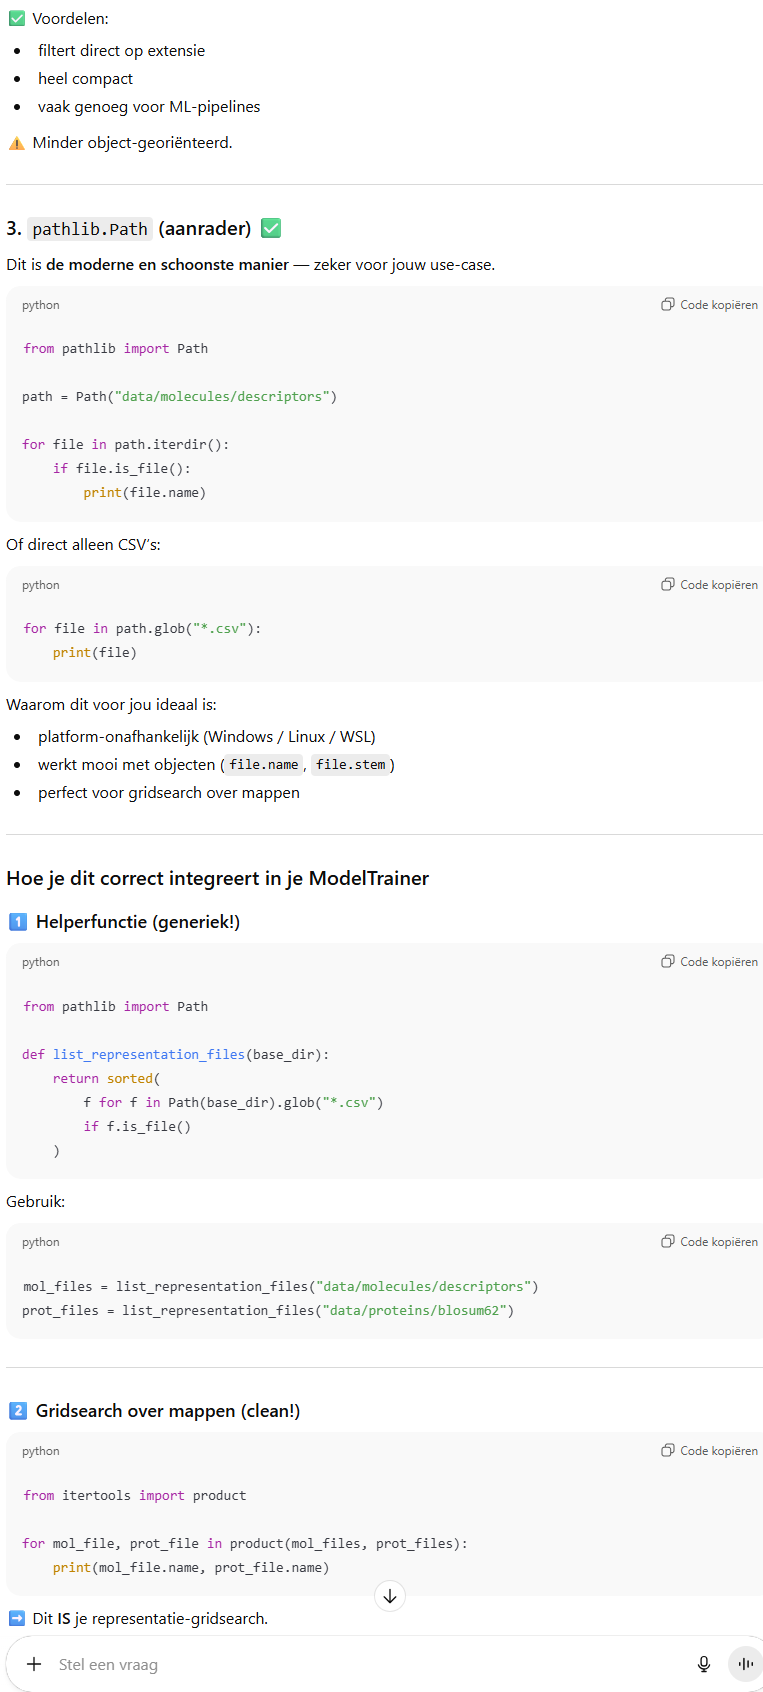 ✅ Voordelen:
• filtert direct op extensie
• heel compact
• vaak genoeg voor ML-pipelines
⚠️ Minder object-georiënteerd.
3. pathlib.Path (aanrader) ✅
Dit is de moderne en schoonste manier — zeker voor jouw use-case.
python Code kopiëren
from pathlib import Path
path = Path("data/molecules/descriptors")
for file in path.iterdir():
    if file.is_file():
        print(file.name)
Of direct alleen CSV's:
python Code kopiëren
for file in path.glob("*.csv"):
    print(file)
Waarom dit voor jou ideaal is:
• platform-onafhankelijk (Windows / Linux / WSL)
• werkt mooi met objecten (file.name, file.stem)
• perfect voor gridsearch over mappen
Hoe je dit correct integreert in je ModelTrainer
1️⃣ Helperfunctie (generiek!)
python Code kopiëren
from pathlib import Path
def list_representation_files(base_dir):
    return sorted(
        f for f in Path(base_dir).glob("*.csv")
        if f.is_file()
    )
Gebruik:
python Code kopiëren
mol_files = list_representation_files("data/molecules/descriptors")
prot_files = list_representation_files("data/proteins/blosum62")
2️⃣ Gridsearch over mappen (clean!)
python Code kopiëren
from itertools import product
for mol_file, prot_file in product(mol_files, prot_files):
    print(mol_file.name, prot_file.name)
➡️ Dit IS je representatie-gridsearch.
Stel een vraag